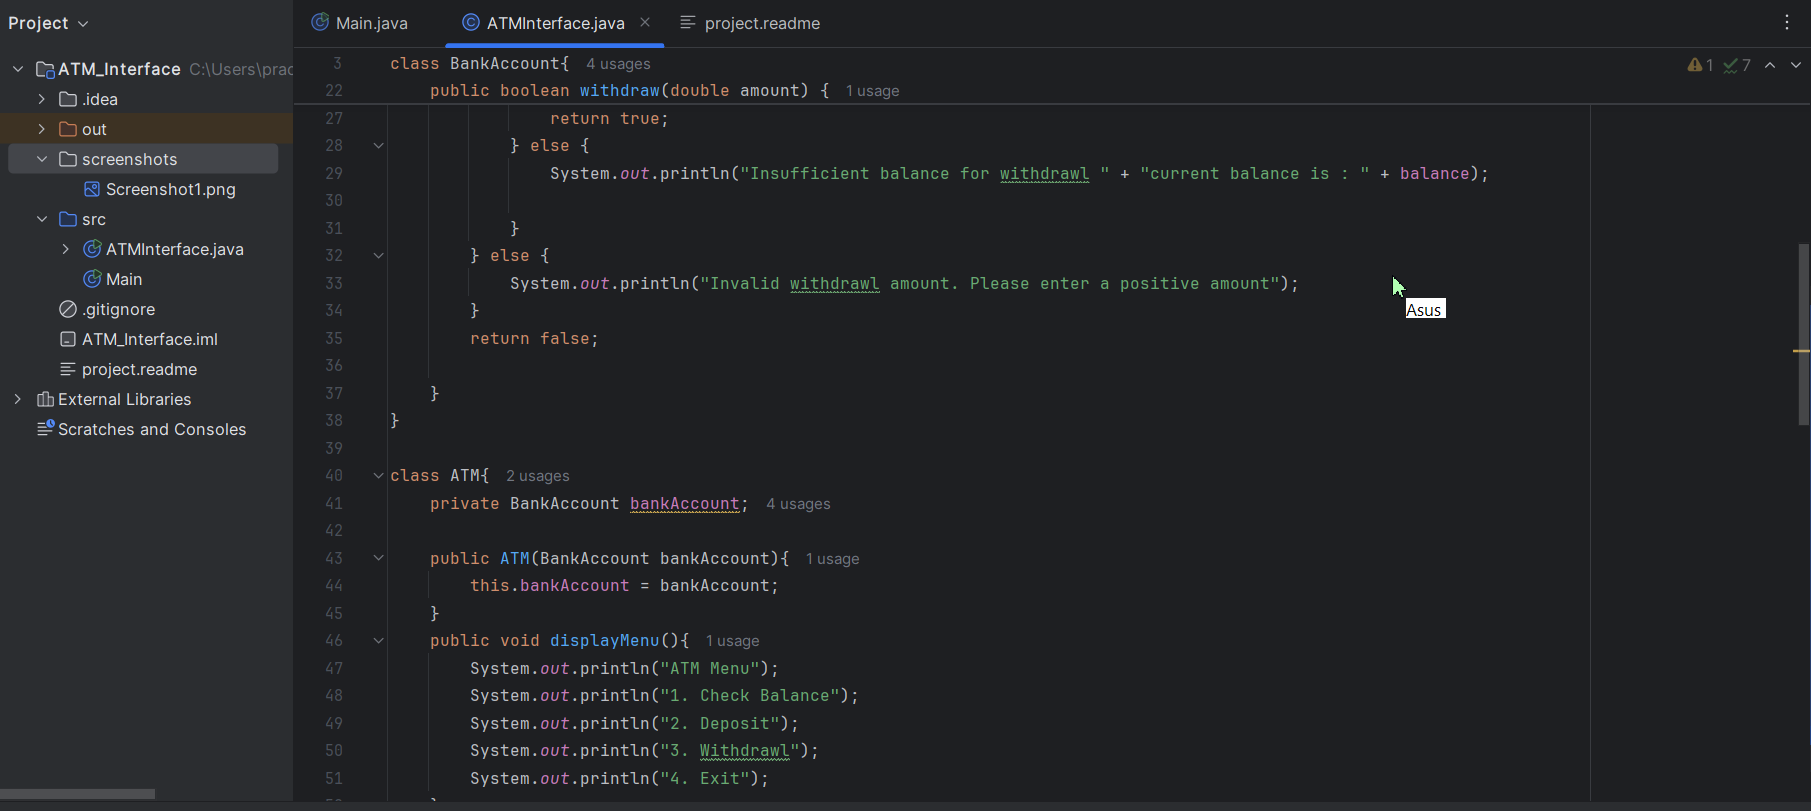 Project
Main.java ATMInterface.java project.readme
ATM_Interface C:\Users\prac
.idea
out
screenshots
Screenshot1.png
src
ATMInterface.java
Main
.gitignore
ATM_Interface.iml
project.readme
External Libraries
Scratches and Consoles
1 7
3 class BankAccount{ 4 usages
22 public boolean withdraw(double amount) { 1 usage
27 return true;
28 } else {
29 System.out.println("Insufficient balance for withdrawl " + "current balance is : " + balance);
30
31 }
32 } else {
33 System.out.println("Invalid withdrawl amount. Please enter a positive amount");
Asus
34 }
35 return false;
36
37 }
38 }
39
40 class ATM{ 2 usages
41 private BankAccount bankAccount; 4 usages
42
43 public ATM(BankAccount bankAccount){ 1 usage
44 this.bankAccount = bankAccount;
45 }
46 public void displayMenu(){ 1 usage
47 System.out.println("ATM Menu");
48 System.out.println("1. Check Balance");
49 System.out.println("2. Deposit");
50 System.out.println("3. Withdrawl");
51 System.out.println("4. Exit");